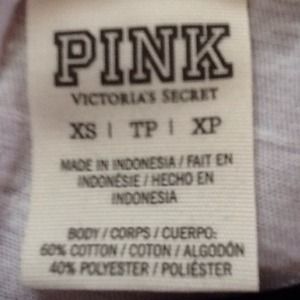 PINK
VICTORIA'S SECRET
XS | TP | XP
MADE IN INDONESIA / FAIT EN
INDONÉSIE / HECHO EN
INDONESIA
BODY / CORPS / CUERPO:
60% COTTON / COTON / ALGODÓN
40% POLYESTER / POLIÉSTER